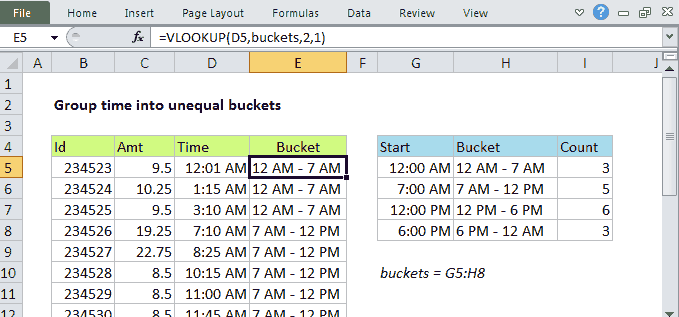 File Home Insert Page Layout Formulas Data Review View
E5 fx =VLOOKUP(D5,buckets,2,1)
A B C D E F G H I J
1
2 Group time into unequal buckets
3
4 Id Amt Time Bucket Start Bucket Count
5 234523 9.5 12:01 AM 12 AM - 7 AM 12:00 AM 12 AM - 7 AM 3
6 234524 10.25 1:15 AM 12 AM - 7 AM 7:00 AM 7 AM - 12 PM 5
7 234525 9.5 3:10 AM 12 AM - 7 AM 12:00 PM 12 PM - 6 PM 6
8 234526 19.25 7:10 AM 7 AM - 12 PM 6:00 PM 6 PM - 12 AM 3
9 234527 22.75 8:25 AM 7 AM - 12 PM
10 234528 8.5 10:15 AM 7 AM - 12 PM buckets = G5:H8
11 234529 8.5 11:00 AM 7 AM - 12 PM
12 234530 8.5 11:45 AM 7 AM - 12 PM